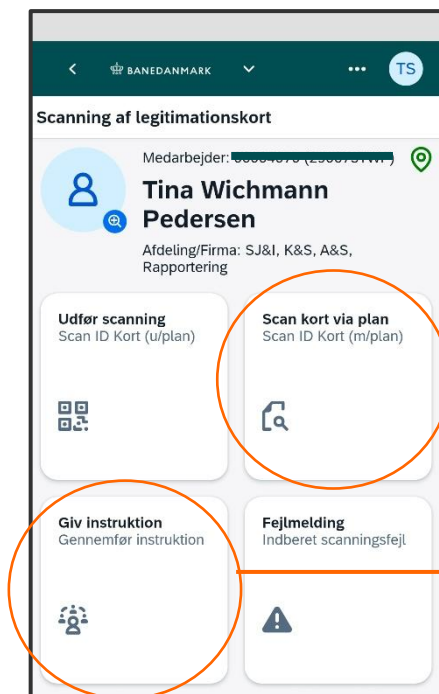 BANEDANMARK
TS
Scanning af legitimationskort
Medarbejder:
Tina Wichmann
Pedersen
Afdeling/Firma: SJ&I, K&S, A&S,
Rapportering
Udfør scanning
Scan ID Kort (u/plan)
Scan kort via plan
Scan ID Kort (m/plan)
Giv instruktion
Gennemfør instruktion
Fejlmelding
Indberet scanningsfejl